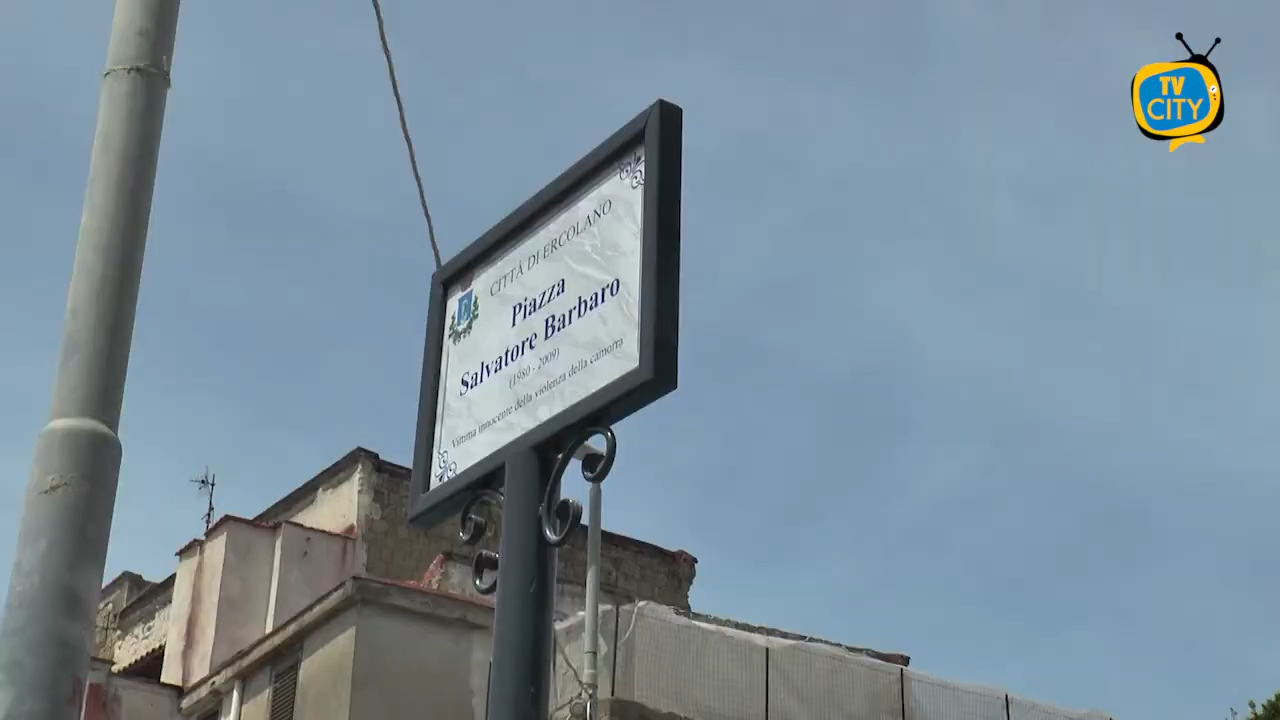 CITTÀ DI ERCOLANO
Piazza
Salvatore Barbaro
(1980 - 2009)
Vittima innocente della violenza della camorra
TV
CITY